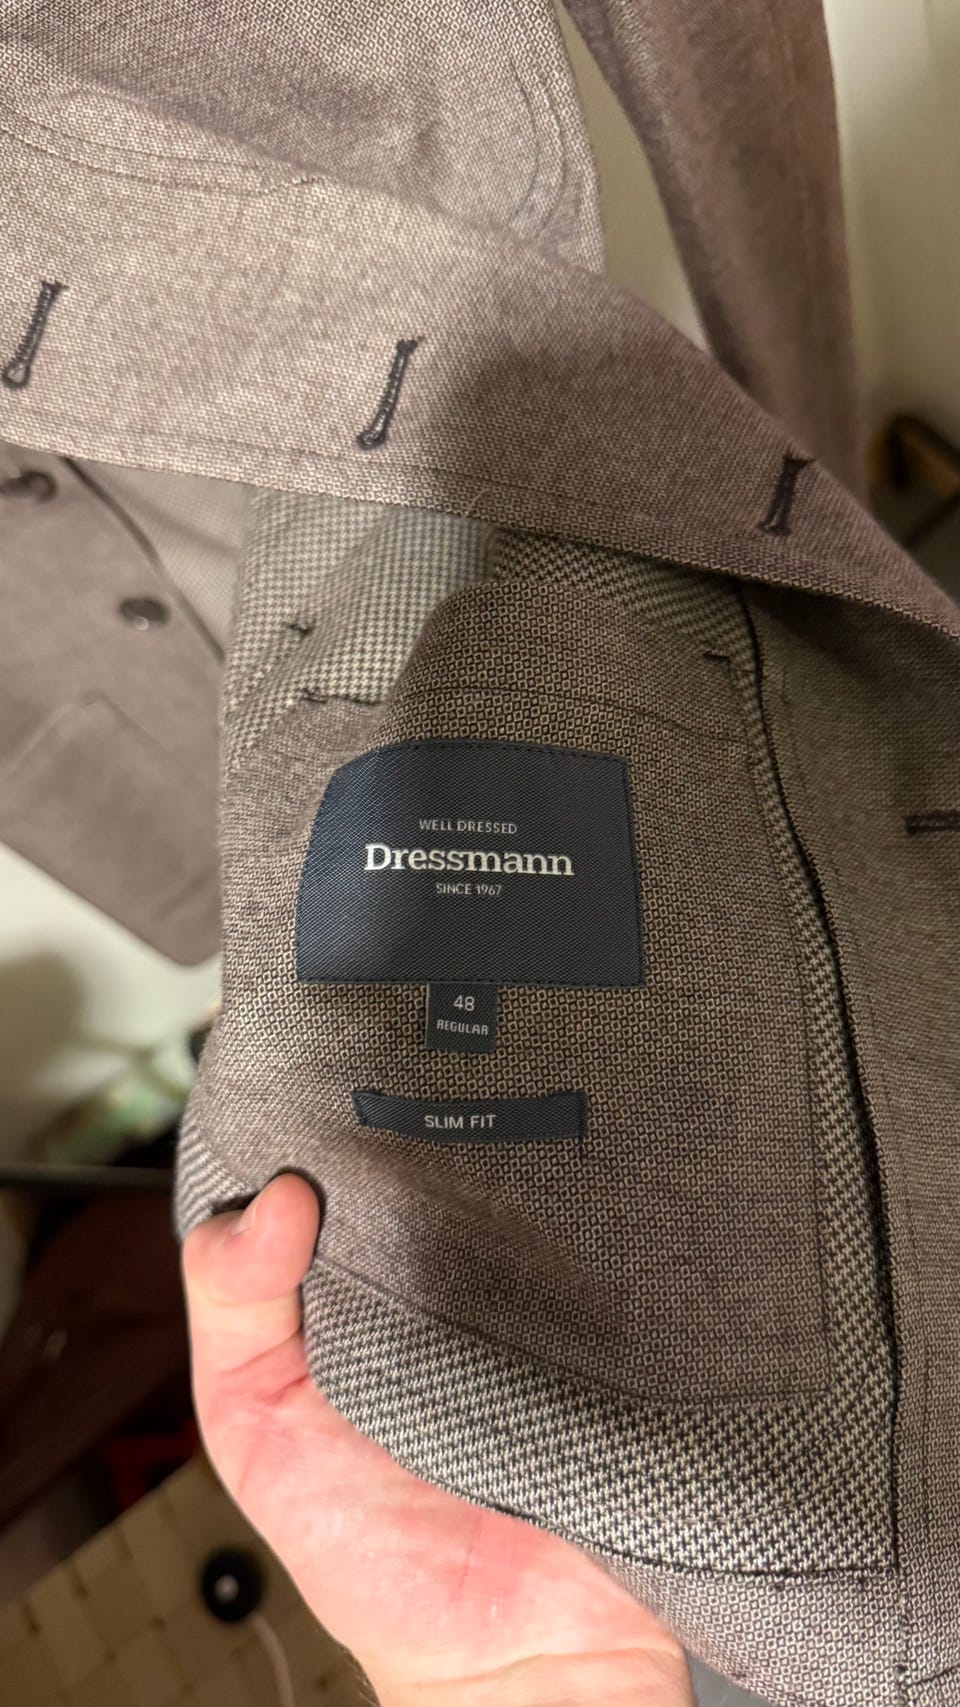 WELL DRESSED
Dressmann
SINCE 1967
48
REGULAR
SLIM FIT